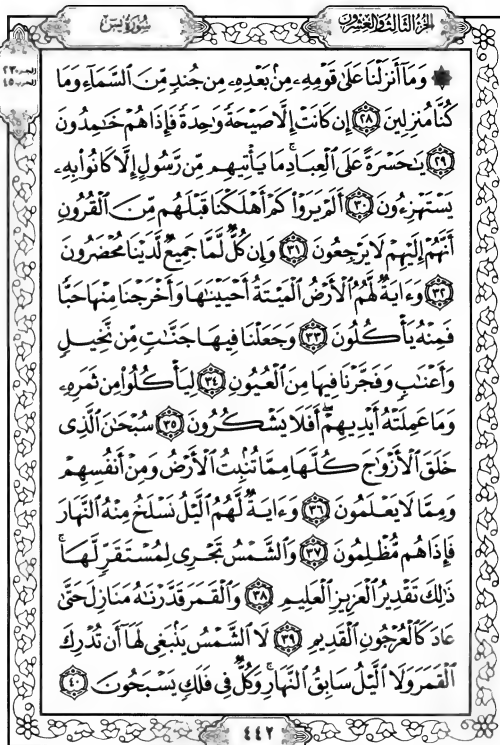 الجزء الثالث والعشرون
سورة يس
الجزء ٢٣
الحزب ٤٥
۞ وَمَآ أَنزَلْنَا عَلَىٰ قَوْمِهِۦ مِنۢ بَعْدِهِۦ مِن جُندٍ مِّنَ ٱلسَّمَآءِ وَمَا
كُنَّا مُنزِلِينَ ﴿٢٨﴾ إِن كَانَتْ إِلَّا صَيْحَةً وَٰحِدَةً فَإِذَا هُمْ خَٰمِدُونَ
﴿٢٩﴾ يَٰحَسْرَةً عَلَى ٱلْعِبَادِ ۚ مَا يَأْتِيهِم مِّن رَّسُولٍ إِلَّا كَانُوا۟ بِهِۦ
يَسْتَهْزِءُونَ ﴿٣٠﴾ أَلَمْ يَرَوْا۟ كَمْ أَهْلَكْنَا قَبْلَهُم مِّنَ ٱلْقُرُونِ
أَنَّهُمْ إِلَيْهِمْ لَا يَرْجِعُونَ ﴿٣١﴾ وَإِن كُلٌّ لَّمَّا جَمِيعٌ لَّدَيْنَا مُحْضَرُونَ
﴿٣٢﴾ وَءَايَةٌ لَّهُمُ ٱلْأَرْضُ ٱلْمَيْتَةُ أَحْيَيْنَٰهَا وَأَخْرَجْنَا مِنْهَا حَبًّا
فَمِنْهُ يَأْكُلُونَ ﴿٣٣﴾ وَجَعَلْنَا فِيهَا جَنَّٰتٍ مِّن نَّخِيلٍ
وَأَعْنَٰبٍ وَفَجَّرْنَا فِيهَا مِنَ ٱلْعُيُونِ ﴿٣٤﴾ لِيَأْكُلُوا۟ مِن ثَمَرِهِۦ
وَمَا عَمِلَتْهُ أَيْدِيهِمْ ۖ أَفَلَا يَشْكُرُونَ ﴿٣٥﴾ سُبْحَٰنَ ٱلَّذِى
خَلَقَ ٱلْأَزْوَٰجَ كُلَّهَا مِمَّا تُنۢبِتُ ٱلْأَرْضُ وَمِنْ أَنفُسِهِمْ
وَمِمَّا لَا يَعْلَمُونَ ﴿٣٦﴾ وَءَايَةٌ لَّهُمُ ٱلَّيْلُ نَسْلَخُ مِنْهُ ٱلنَّهَارَ
فَإِذَا هُم مُّظْلِمُونَ ﴿٣٧﴾ وَٱلشَّمْسُ تَجْرِى لِمُسْتَقَرٍّ لَّهَا ۚ
ذَٰلِكَ تَقْدِيرُ ٱلْعَزِيزِ ٱلْعَلِيمِ ﴿٣٨﴾ وَٱلْقَمَرَ قَدَّرْنَٰهُ مَنَازِلَ حَتَّىٰ
عَادَ كَٱلْعُرْجُونِ ٱلْقَدِيمِ ﴿٣٩﴾ لَا ٱلشَّمْسُ يَنۢبَغِى لَهَآ أَن تُدْرِكَ
ٱلْقَمَرَ وَلَا ٱلَّيْلُ سَابِقُ ٱلنَّهَارِ ۚ وَكُلٌّ فِى فَلَكٍ يَسْبَحُونَ ﴿٤٠﴾
٤٤٢